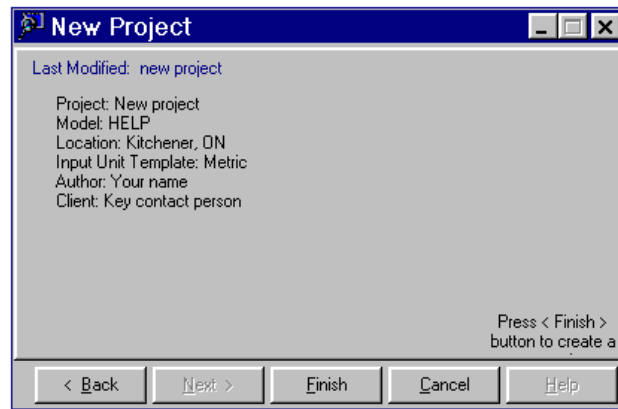 New Project
Last Modified: new project
Project: New project
Model: HELP
Location: Kitchener, ON
Input Unit Template: Metric
Author: Your name
Client: Key contact person
Press < Finish >
button to create a
< Back Next > Finish Cancel Help